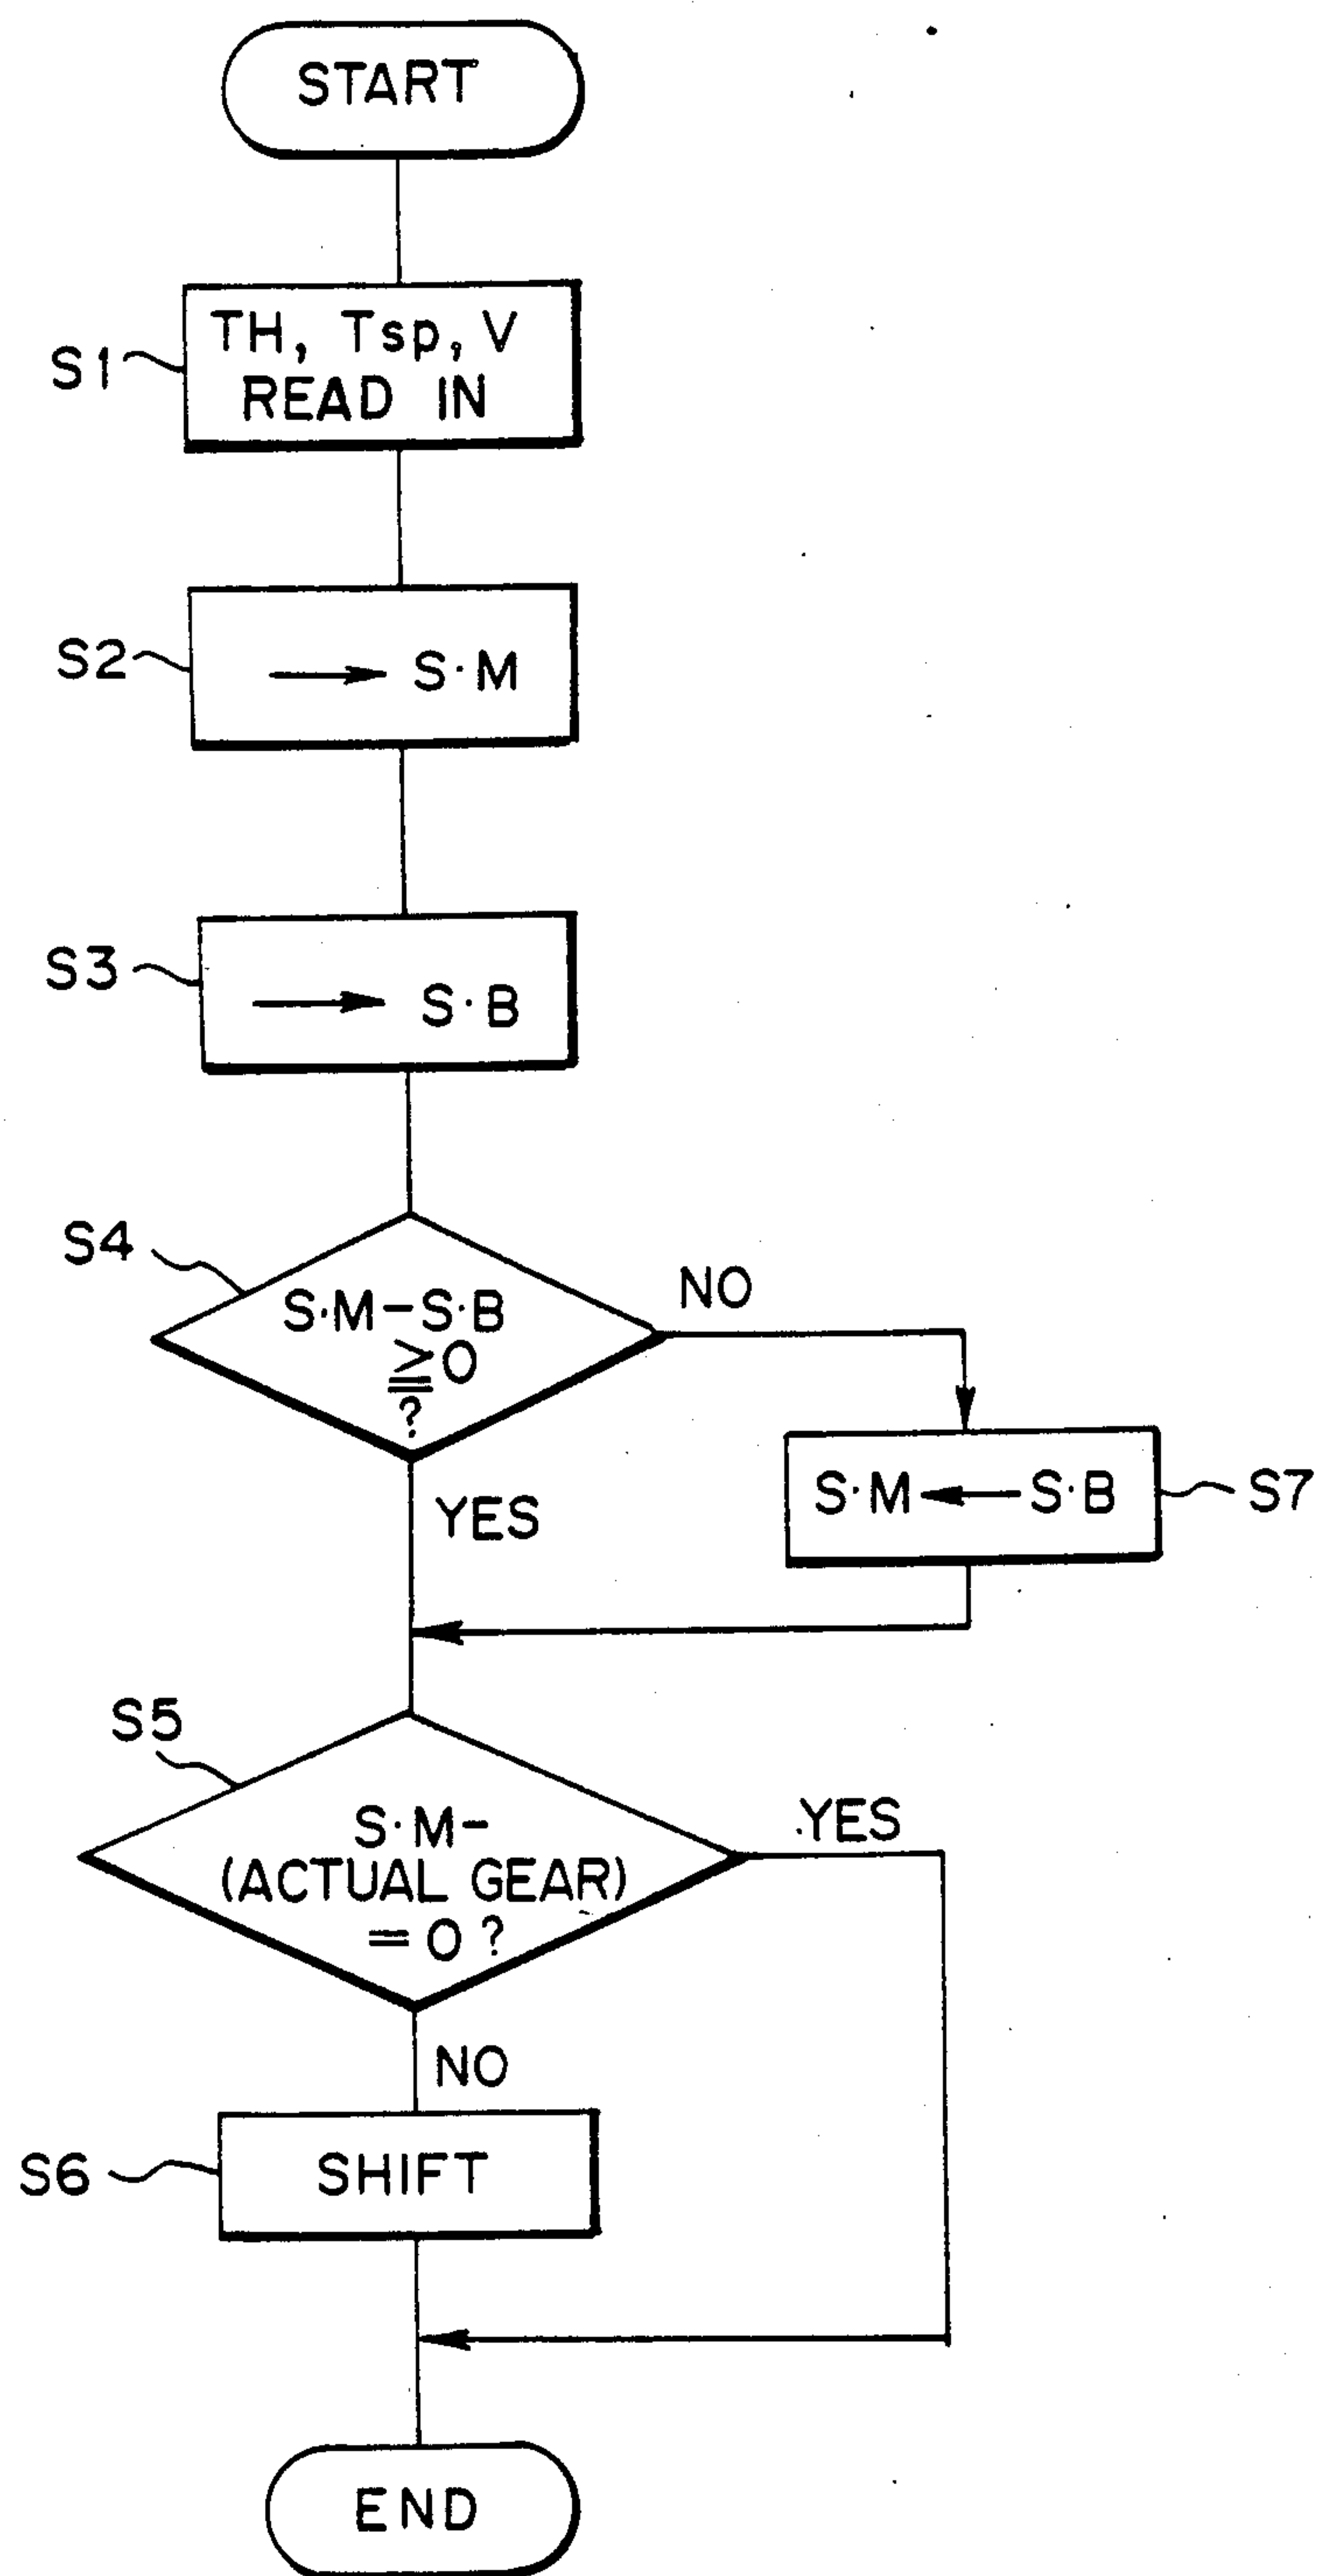 START
S1
TH, Tsp, V
READ IN
S2
→ S·M
S3
→ S·B
S4
S·M-S·B
≧0
?
NO
YES
S·M ← S·B
S7
S5
S·M-
(ACTUAL GEAR)
=0?
YES
NO
S6
SHIFT
END